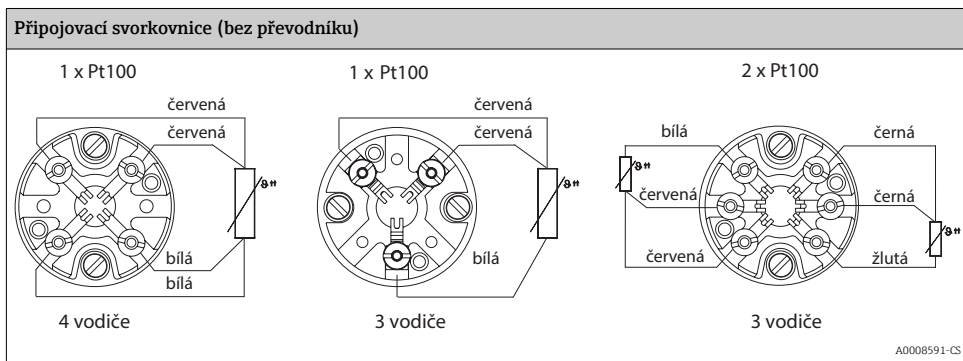 Připojovací svorkovnice (bez převodníku)
1 x Pt100
červená
červená
bílá
bílá
4 vodiče
1 x Pt100
červená
červená
bílá
3 vodiče
2 x Pt100
bílá
červená
červená
černá
černá
žlutá
3 vodiče
A0008591-CS